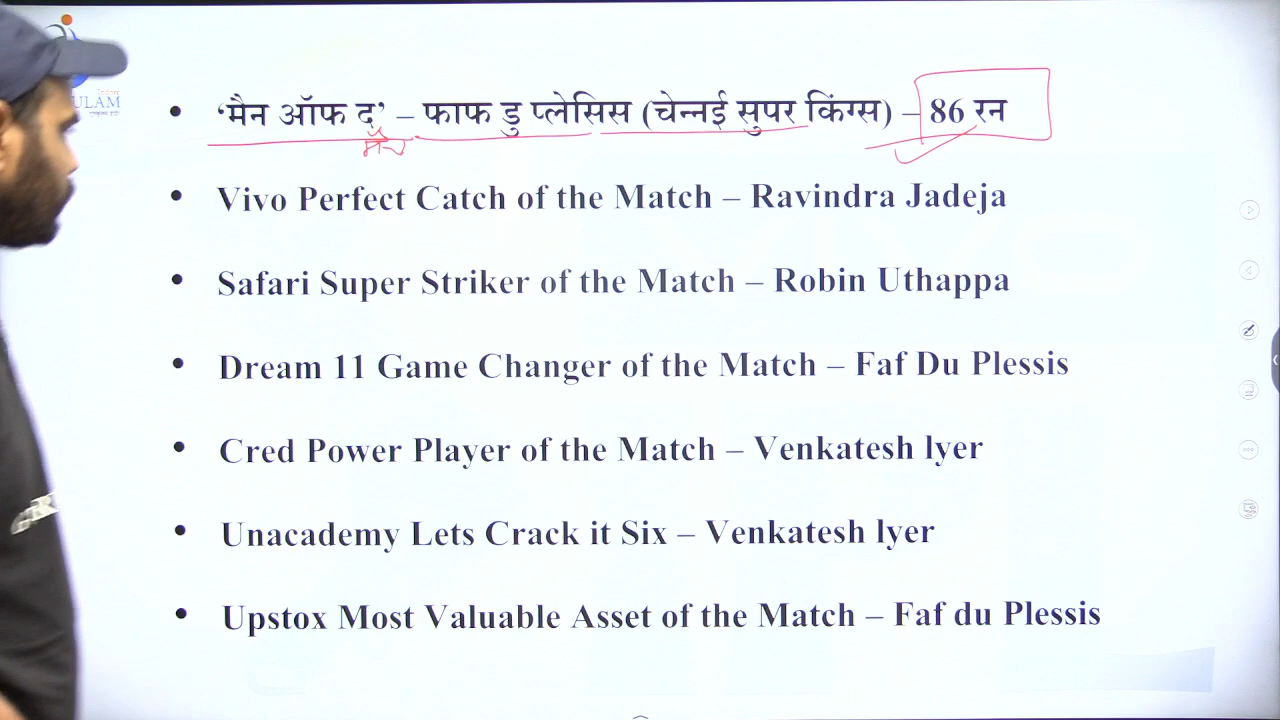 ULAM
• ‘मैन ऑफ द’ – फाफ डु प्लेसिस (चेन्नई सुपर किंग्स) – 86 रन
मैच
• Vivo Perfect Catch of the Match – Ravindra Jadeja
• Safari Super Striker of the Match – Robin Uthappa
• Dream 11 Game Changer of the Match – Faf Du Plessis
• Cred Power Player of the Match – Venkatesh lyer
• Unacademy Lets Crack it Six – Venkatesh lyer
• Upstox Most Valuable Asset of the Match – Faf du Plessis